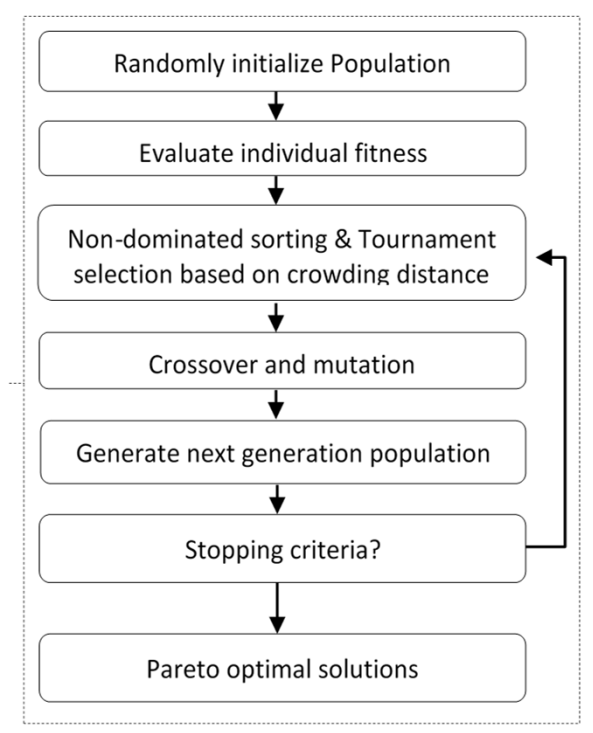 Randomly initialize Population
Evaluate individual fitness
Non-dominated sorting & Tournament
selection based on crowding distance
Crossover and mutation
Generate next generation population
Stopping criteria?
Pareto optimal solutions